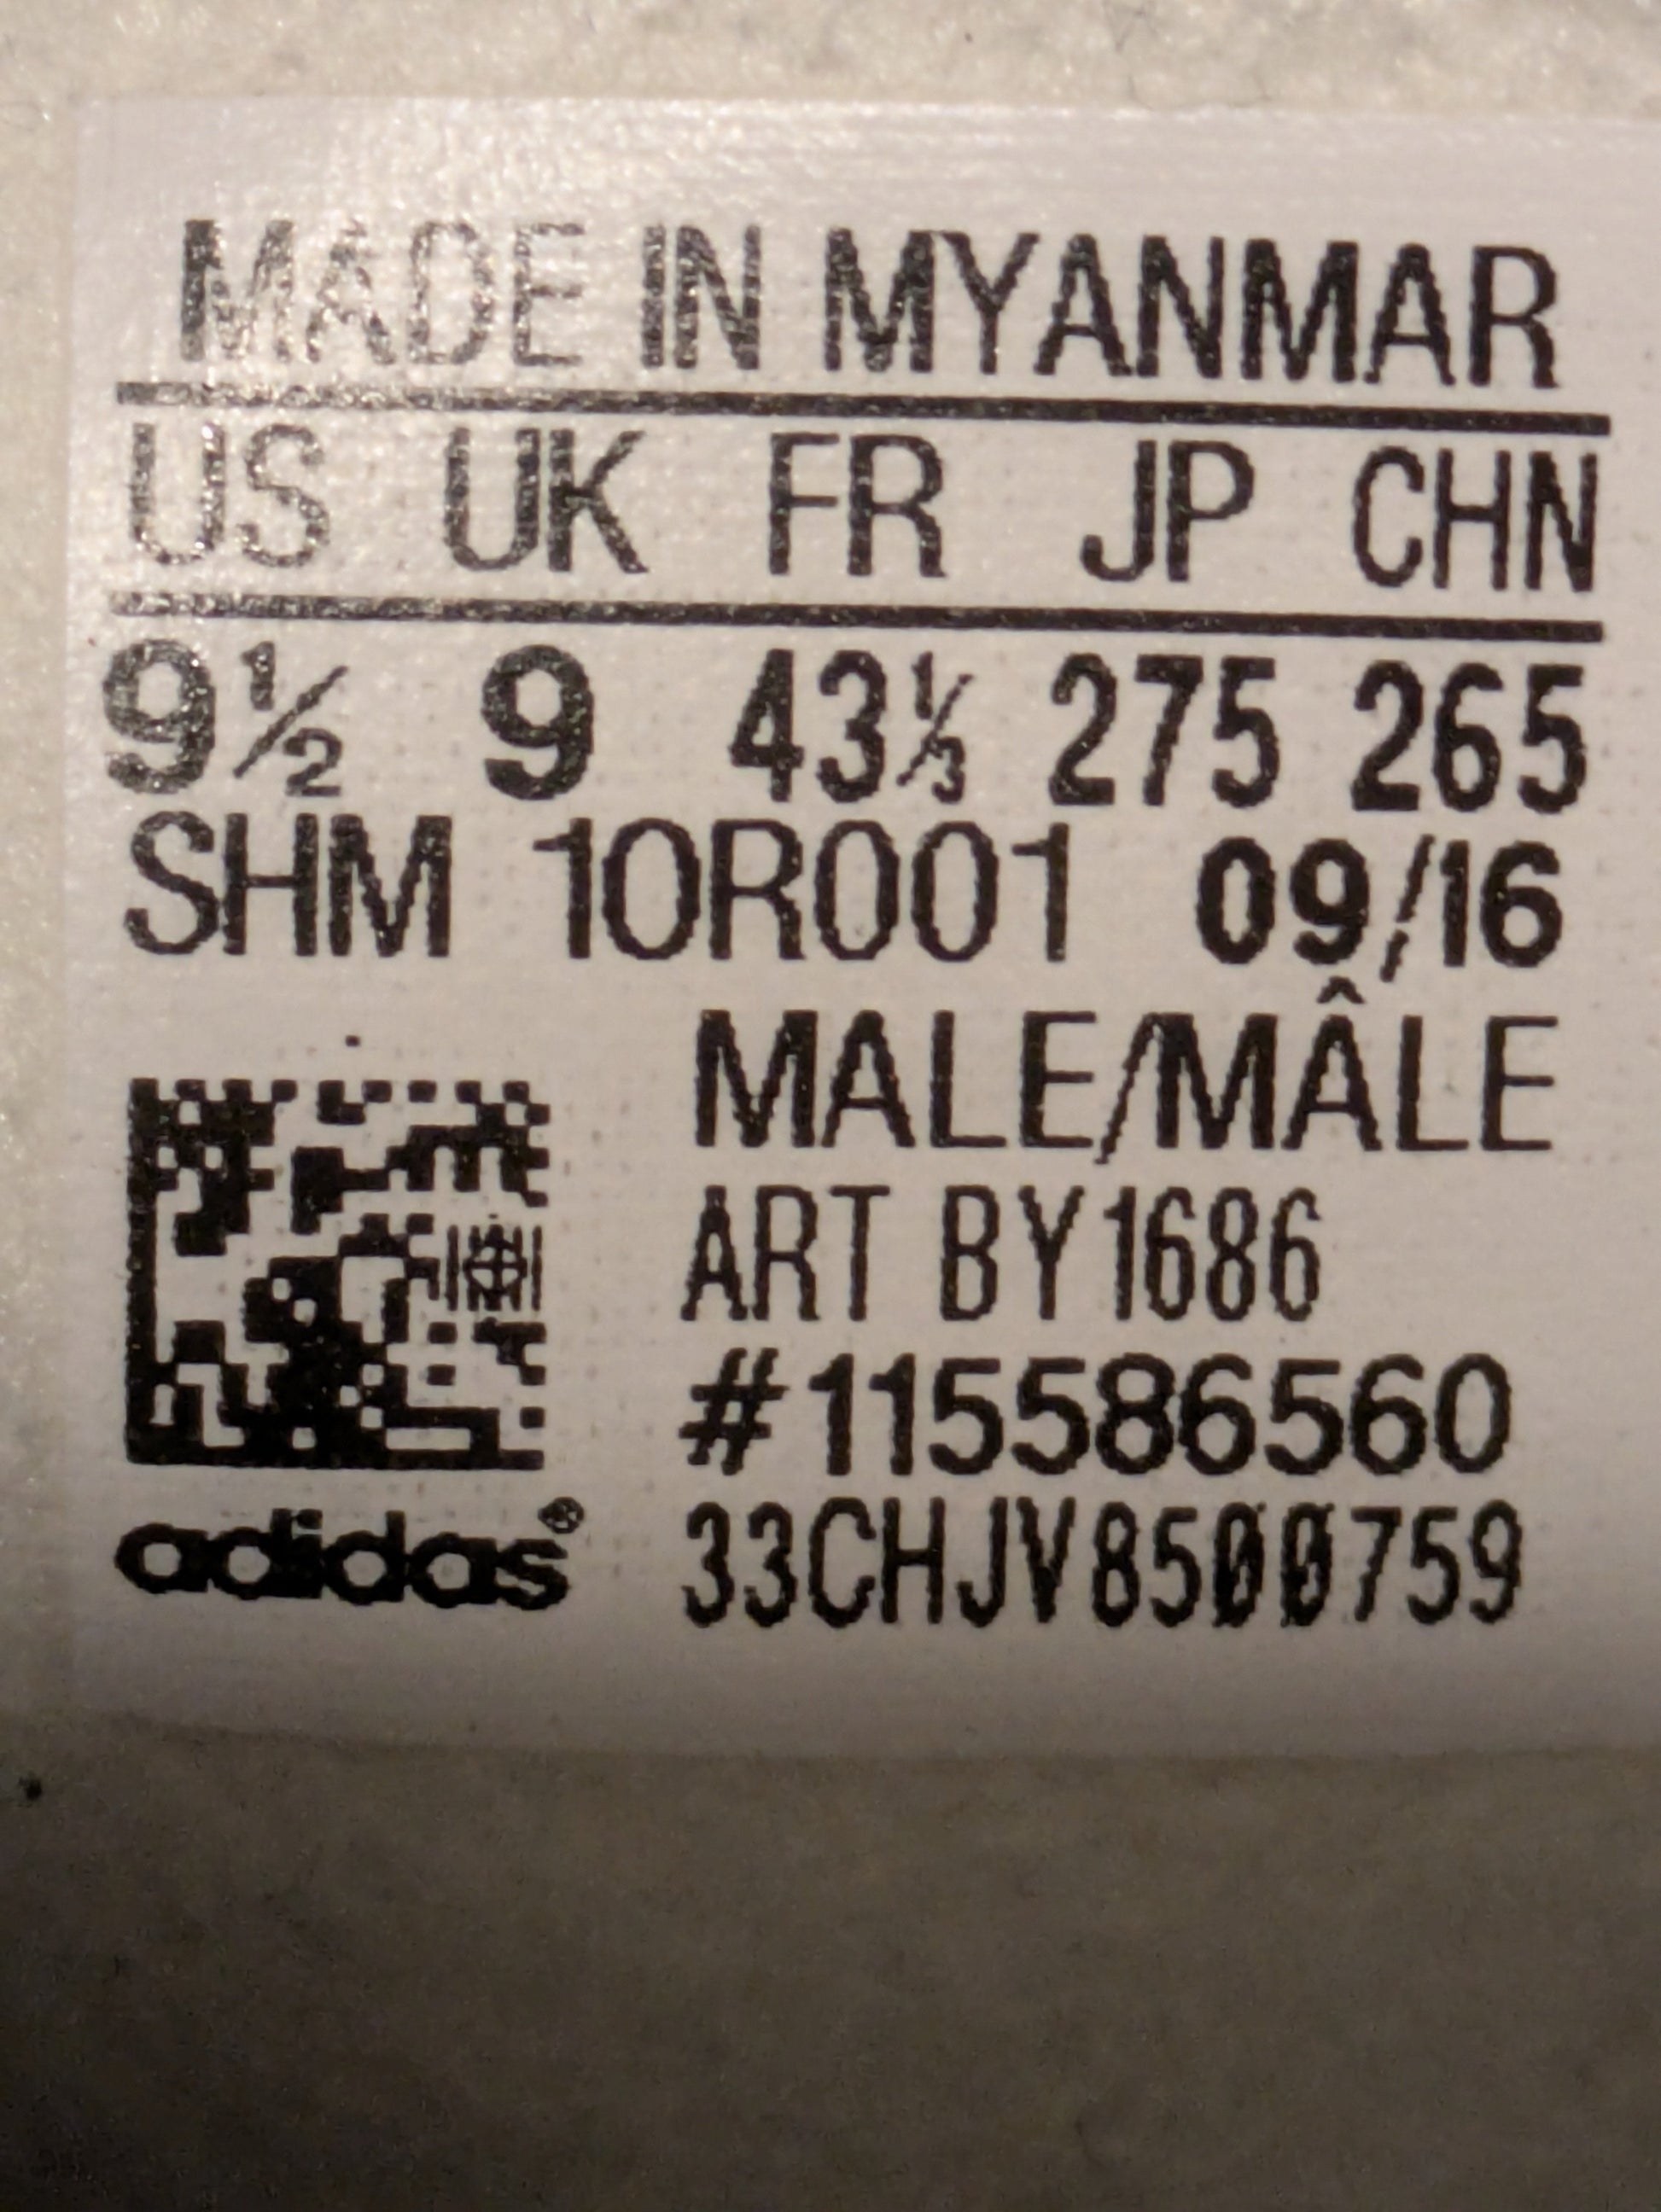 MADE IN MYANMAR
US UK FR JP CHN
9½ 9 43⅓ 275 265
SHM 10R001 09/16
MALE/MÂLE
ART BY1686
#115586560
adidas® 33CHJV8500759